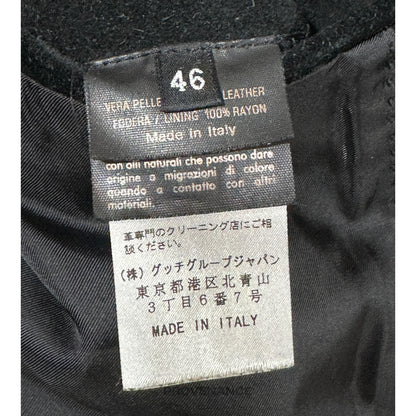 46
VERA PELLE LEATHER
FODERA / LINING 100% RAYON
Made in Italy
con olii naturali che possono dare
origine a migrazioni di colore
quando a contatto con altri
materiali.
革専門のクリーニング店にご相
談ください。
(株) グッチグループジャパン
東京都港区北青山
3丁目6番7号
MADE IN ITALY
PROVENANCE